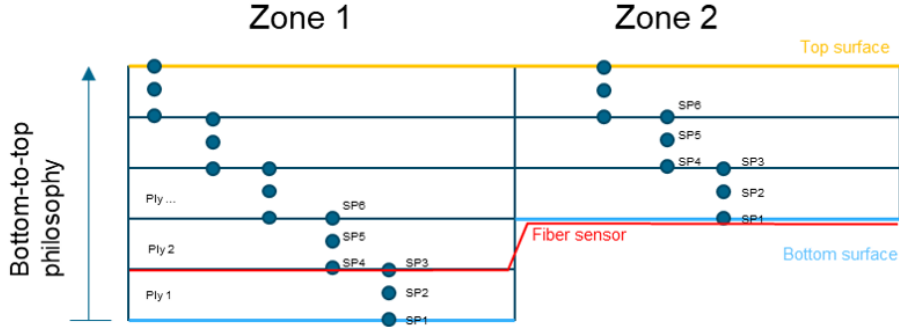 Zone 1
Zone 2
Top surface
Bottom-to-top
philosophy
SP6
SP5
SP4
SP3
SP2
SP1
Ply ...
SP6
Fiber sensor
Ply 2
SP5
Bottom surface
SP4
SP3
Ply 1
SP2
SP1